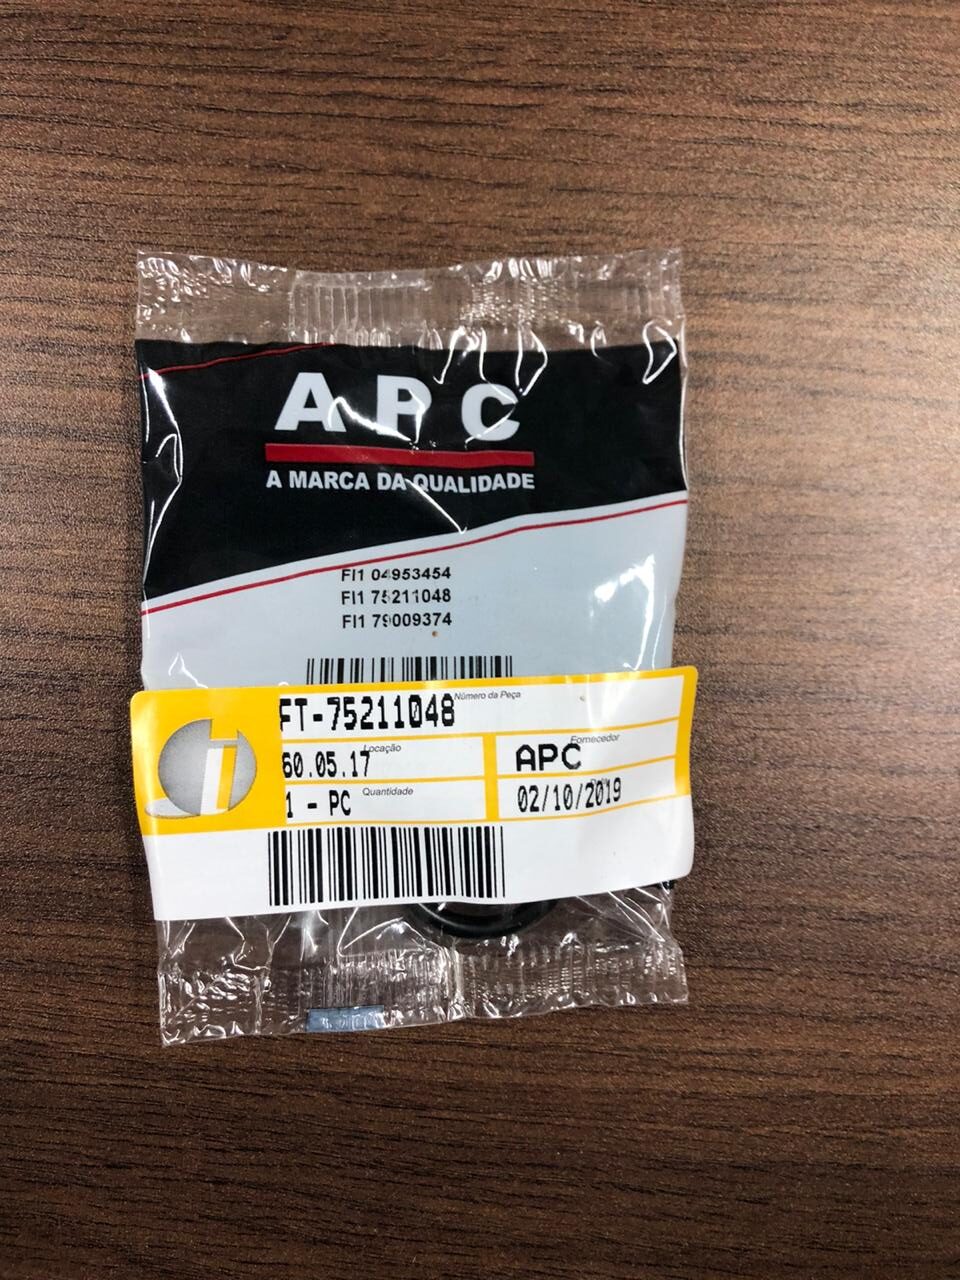 APC
A MARCA DA QUALIDADE
FI1 04953454
FI1 75211048
FI1 79009374
FT-75211048 Número da Peça
Locação
60.05.17
Fornecedor
APC
Quantidade
1 - PC
02/10/2019